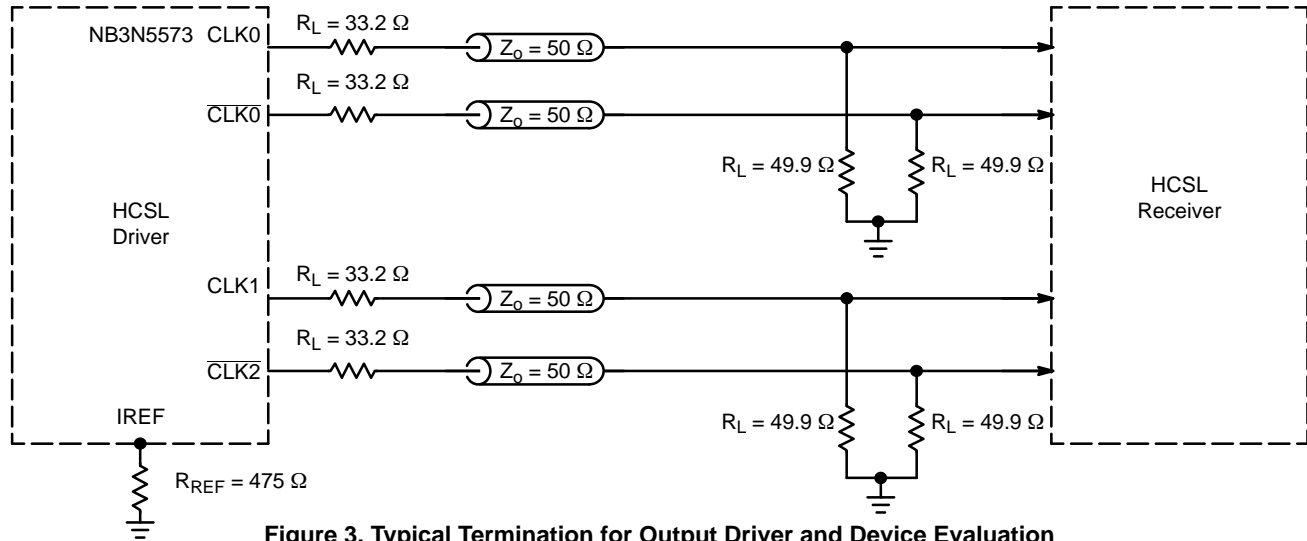 NB3N5573 CLK0
R_L = 33.2 Ω
Z_o = 50 Ω
R_L = 33.2 Ω
C̅L̅K̅0̅
Z_o = 50 Ω
R_L = 49.9 Ω
R_L = 49.9 Ω
HCSL
Driver
HCSL
Receiver
CLK1
R_L = 33.2 Ω
Z_o = 50 Ω
R_L = 33.2 Ω
C̅L̅K̅2̅
Z_o = 50 Ω
IREF
R_L = 49.9 Ω
R_L = 49.9 Ω
R_REF = 475 Ω
Figure 3. Typical Termination for Output Driver and Device Evaluation